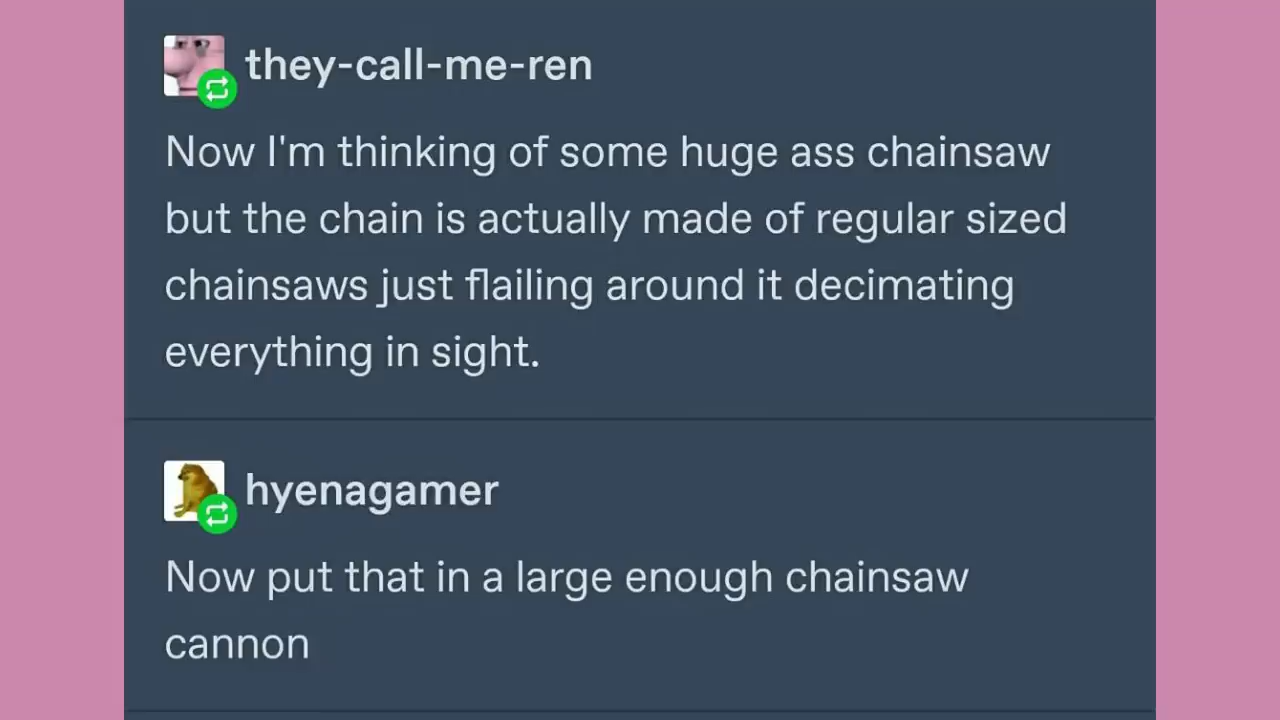 they-call-me-ren
Now I'm thinking of some huge ass chainsaw
but the chain is actually made of regular sized
chainsaws just flailing around it decimating
everything in sight.
hyenagamer
Now put that in a large enough chainsaw
cannon